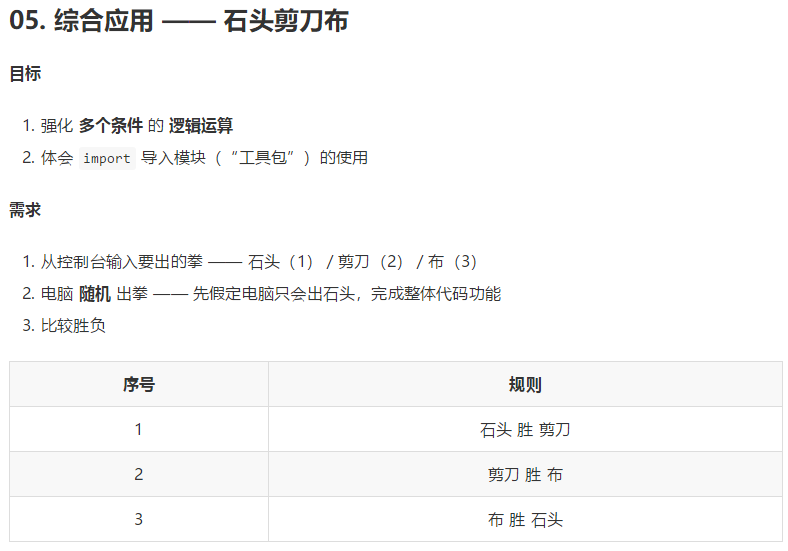 05. 综合应用 —— 石头剪刀布
目标
1. 强化 多个条件 的 逻辑运算
2. 体会 import 导入模块（“工具包”）的使用
需求
1. 从控制台输入要出的拳 —— 石头（1）／剪刀（2）／布（3）
2. 电脑 随机 出拳 —— 先假定电脑只会出石头，完成整体代码功能
3. 比较胜负
序号 规则
1 石头 胜 剪刀
2 剪刀 胜 布
3 布 胜 石头